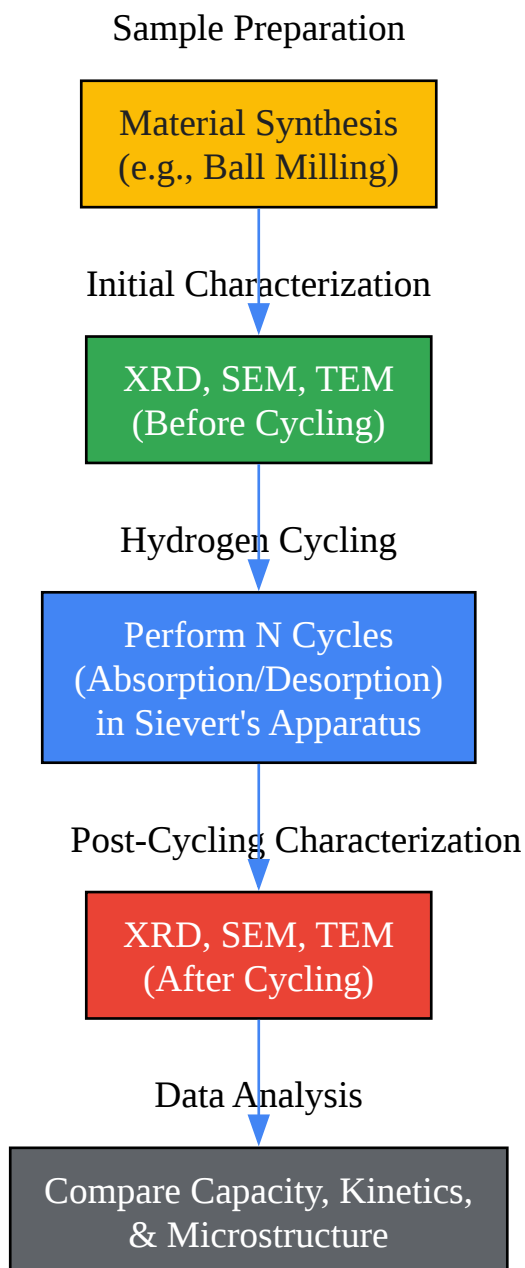 Sample Preparation
Material Synthesis
(e.g., Ball Milling)
Initial Characterization
XRD, SEM, TEM
(Before Cycling)
Hydrogen Cycling
Perform N Cycles
(Absorption/Desorption)
in Sievert's Apparatus
Post-Cycling Characterization
XRD, SEM, TEM
(After Cycling)
Data Analysis
Compare Capacity, Kinetics,
& Microstructure